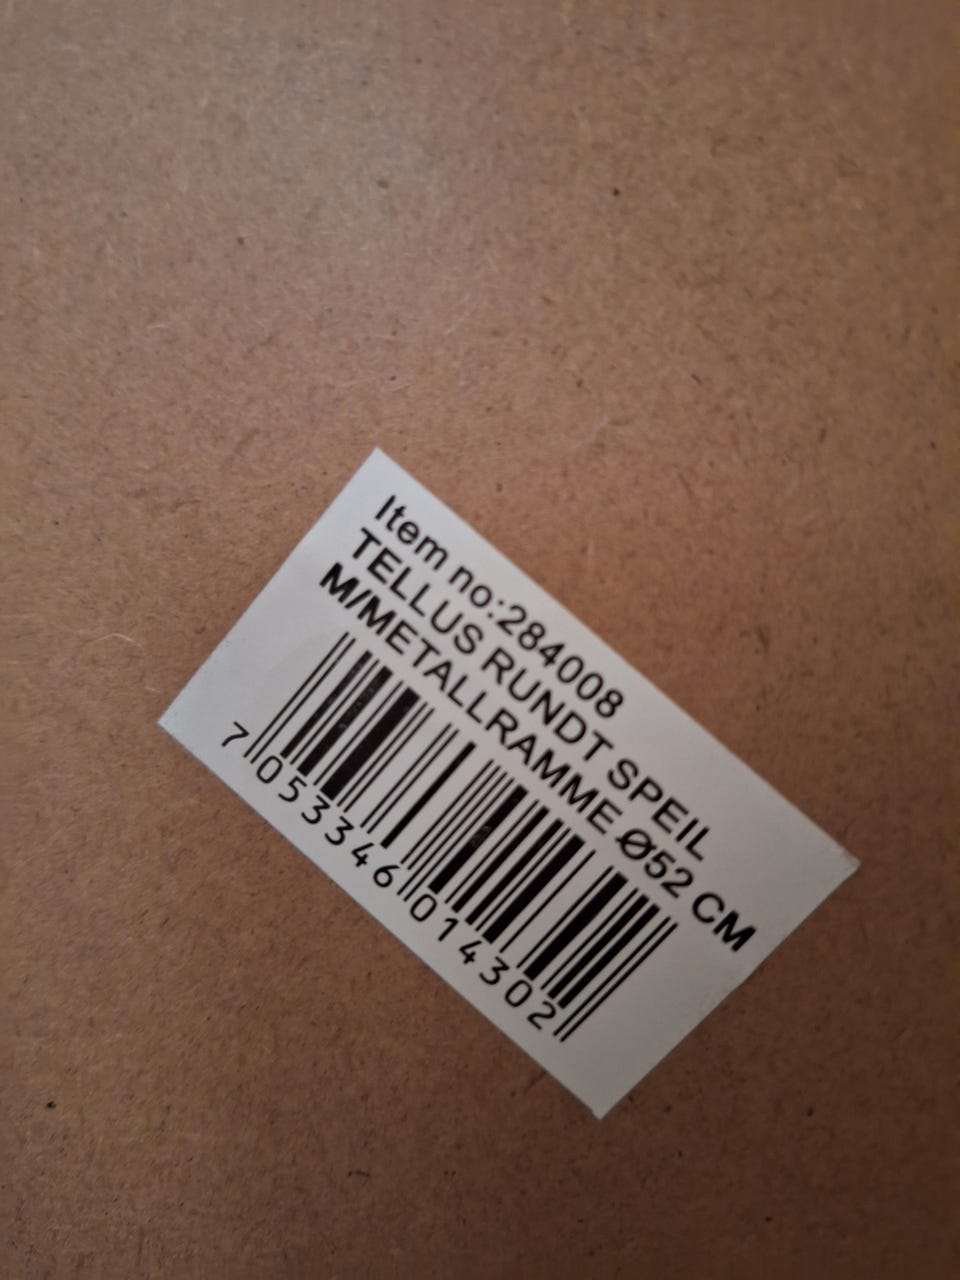 Item no:284008
TELLUS RUNDT SPEIL
M/METALLRAMME Ø52 CM
7 053346 014302